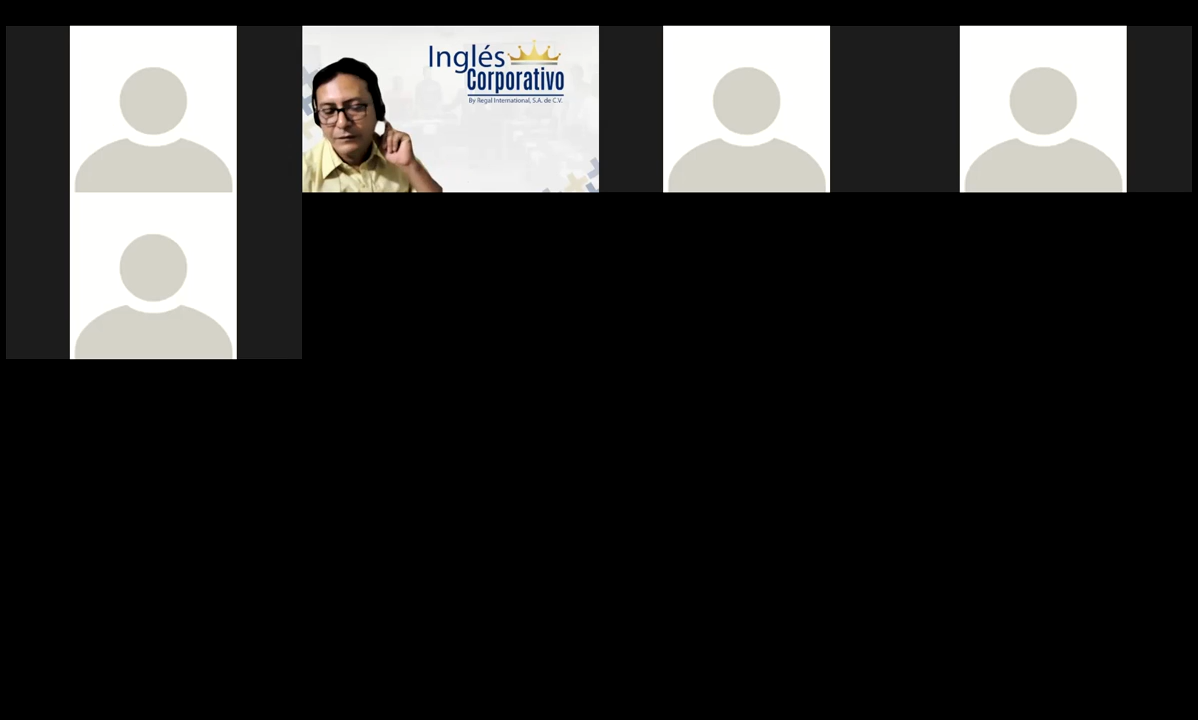 Inglés
Corporativo
By Regal International, S.A. de C.V.